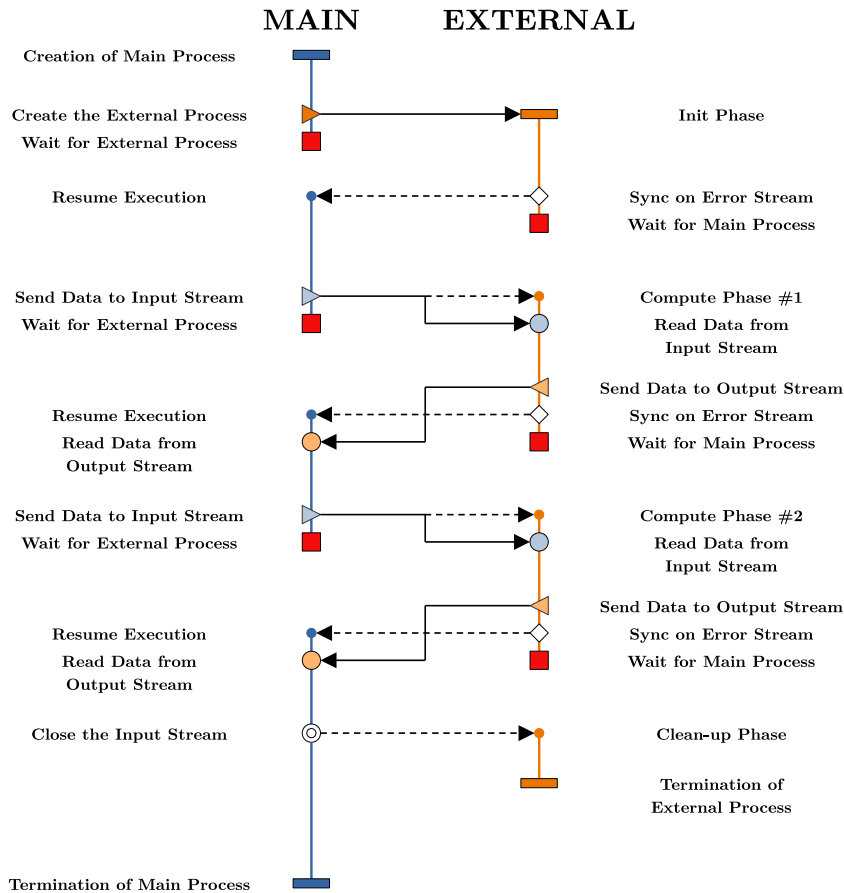 MAIN EXTERNAL
Creation of Main Process
Create the External Process Init Phase
Wait for External Process
Resume Execution Sync on Error Stream
Wait for Main Process
Send Data to Input Stream Compute Phase #1
Wait for External Process Read Data from
Input Stream
Send Data to Output Stream
Resume Execution Sync on Error Stream
Read Data from Wait for Main Process
Output Stream
Send Data to Input Stream Compute Phase #2
Wait for External Process Read Data from
Input Stream
Send Data to Output Stream
Resume Execution Sync on Error Stream
Read Data from Wait for Main Process
Output Stream
Close the Input Stream Clean-up Phase
Termination of
External Process
Termination of Main Process